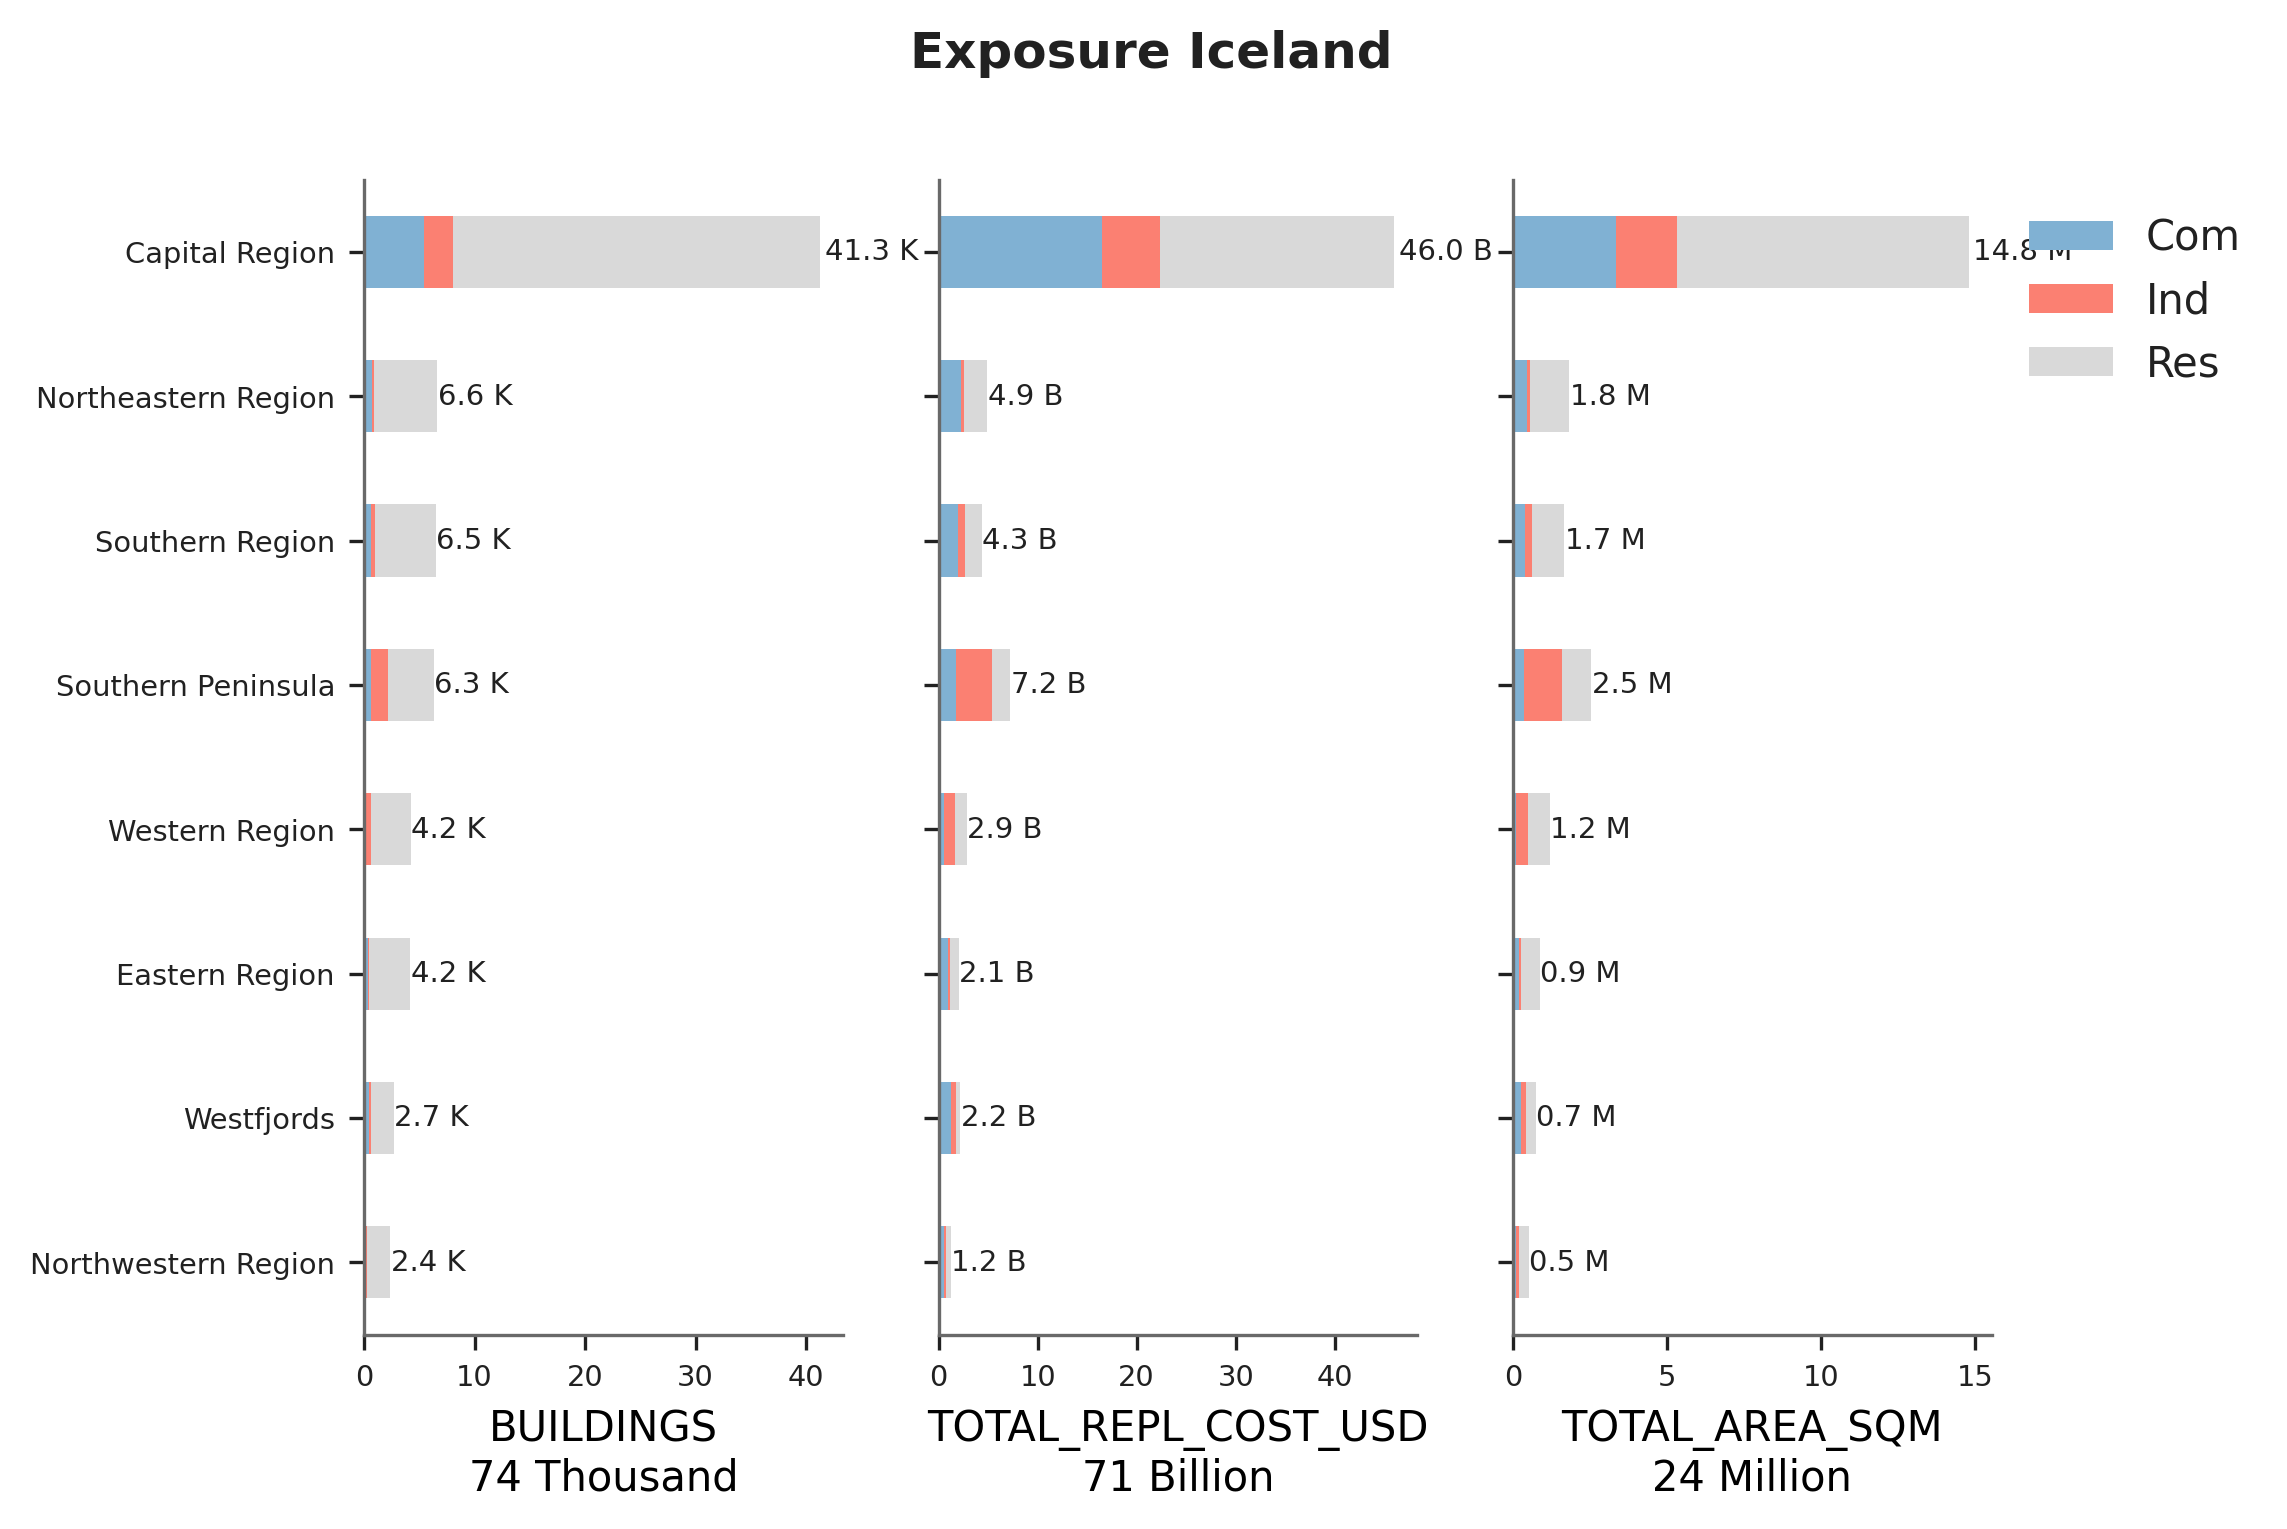 Exposure Iceland
Capital Region
41.3 K
46.0 B
14.8 M
Com
Ind
Res
Northeastern Region
6.6 K
4.9 B
1.8 M
Southern Region
6.5 K
4.3 B
1.7 M
Southern Peninsula
6.3 K
7.2 B
2.5 M
Western Region
4.2 K
2.9 B
1.2 M
Eastern Region
4.2 K
2.1 B
0.9 M
Westfjords
2.7 K
2.2 B
0.7 M
Northwestern Region
2.4 K
1.2 B
0.5 M
0 10 20 30 40
0 10 20 30 40
0 5 10 15
BUILDINGS
74 Thousand
TOTAL_REPL_COST_USD
71 Billion
TOTAL_AREA_SQM
24 Million